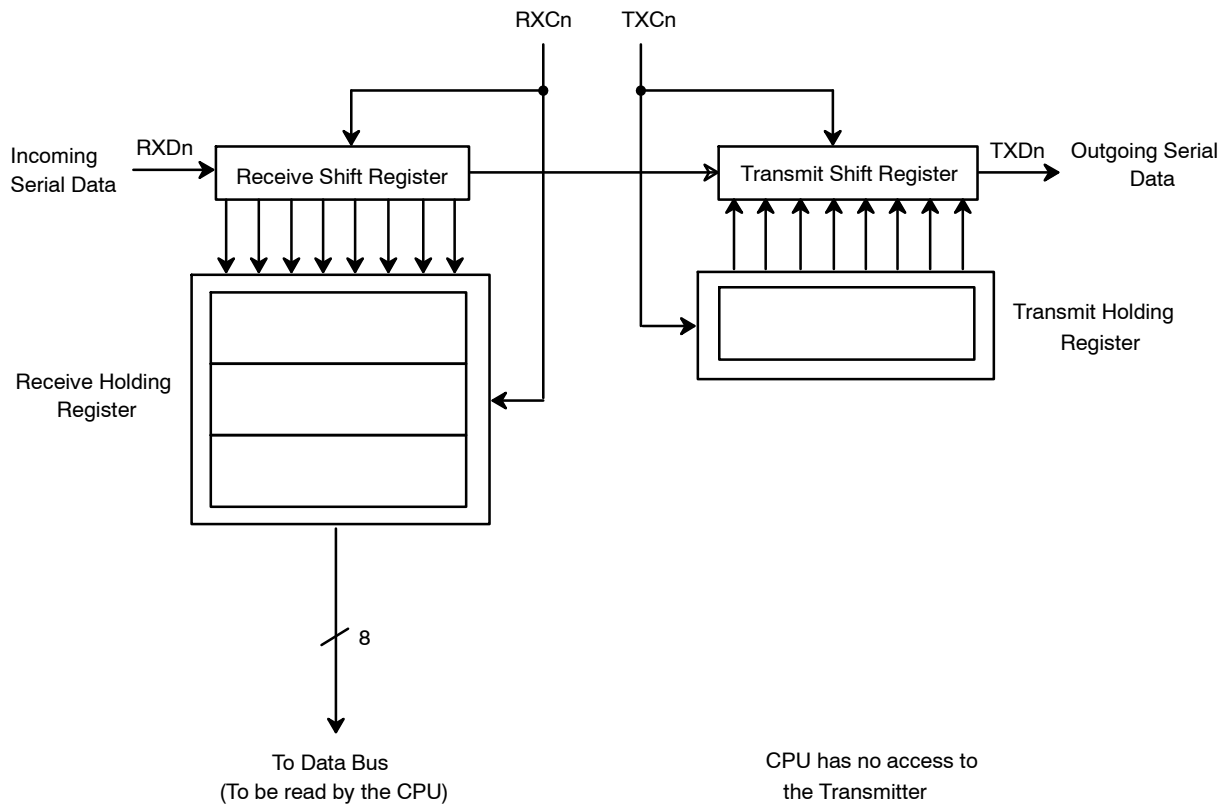 RXCn
TXCn
Incoming
Serial Data
RXDn
Receive Shift Register
Transmit Shift Register
TXDn
Outgoing Serial
Data
Receive Holding
Register
Transmit Holding
Register
8
To Data Bus
(To be read by the CPU)
CPU has no access to
the Transmitter